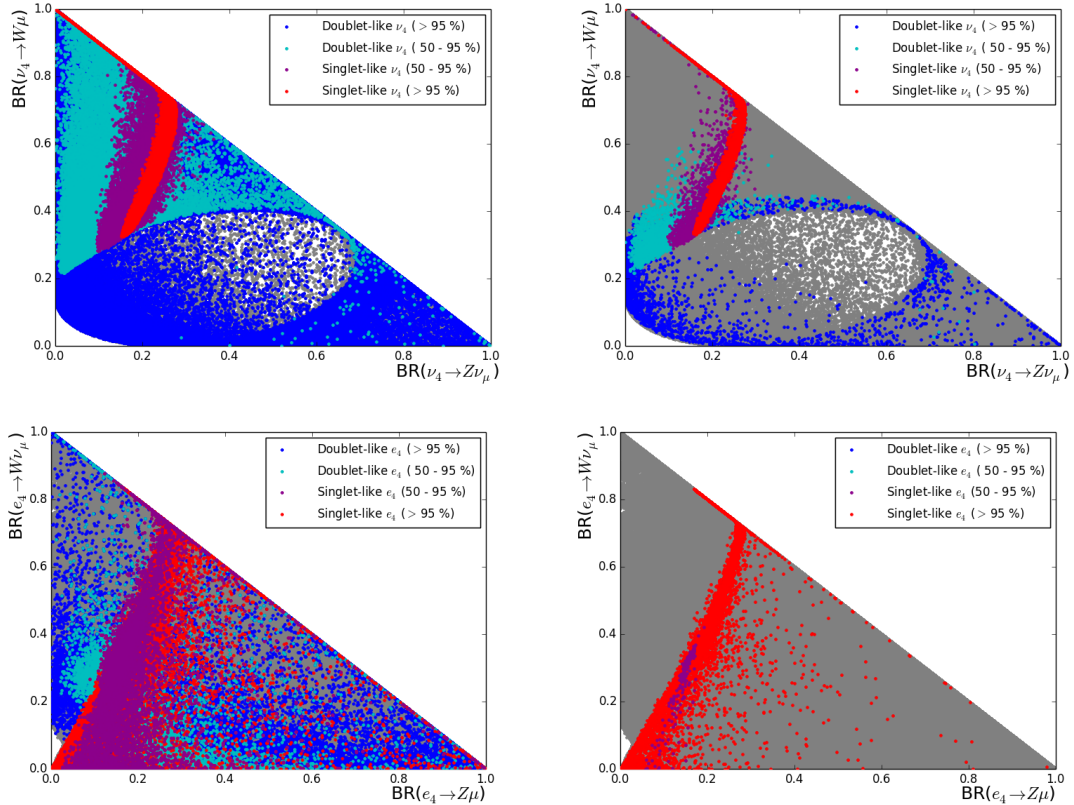 BR(ν₄→Wμ)
1.0
0.8
0.6
0.4
0.2
0.0
0.0 0.2 0.4 0.6 0.8 1.0
BR(ν₄→Zν_μ)
Doublet-like ν₄ (> 95 %)
Doublet-like ν₄ ( 50 - 95 %)
Singlet-like ν₄ (50 - 95 %)
Singlet-like ν₄ (> 95 %)
BR(ν₄→Wμ)
1.0
0.8
0.6
0.4
0.2
0.0
0.0 0.2 0.4 0.6 0.8 1.0
BR(ν₄→Zν_μ)
Doublet-like ν₄ (> 95 %)
Doublet-like ν₄ ( 50 - 95 %)
Singlet-like ν₄ (50 - 95 %)
Singlet-like ν₄ (> 95 %)
BR(e₄→Wν_μ)
1.0
0.8
0.6
0.4
0.2
0.0
0.0 0.2 0.4 0.6 0.8 1.0
BR(e₄→Zμ)
Doublet-like e₄ (> 95 %)
Doublet-like e₄ ( 50 - 95 %)
Singlet-like e₄ (50 - 95 %)
Singlet-like e₄ (> 95 %)
BR(e₄→Wν_μ)
1.0
0.8
0.6
0.4
0.2
0.0
0.0 0.2 0.4 0.6 0.8 1.0
BR(e₄→Zμ)
Doublet-like e₄ (> 95 %)
Doublet-like e₄ ( 50 - 95 %)
Singlet-like e₄ (50 - 95 %)
Singlet-like e₄ (> 95 %)